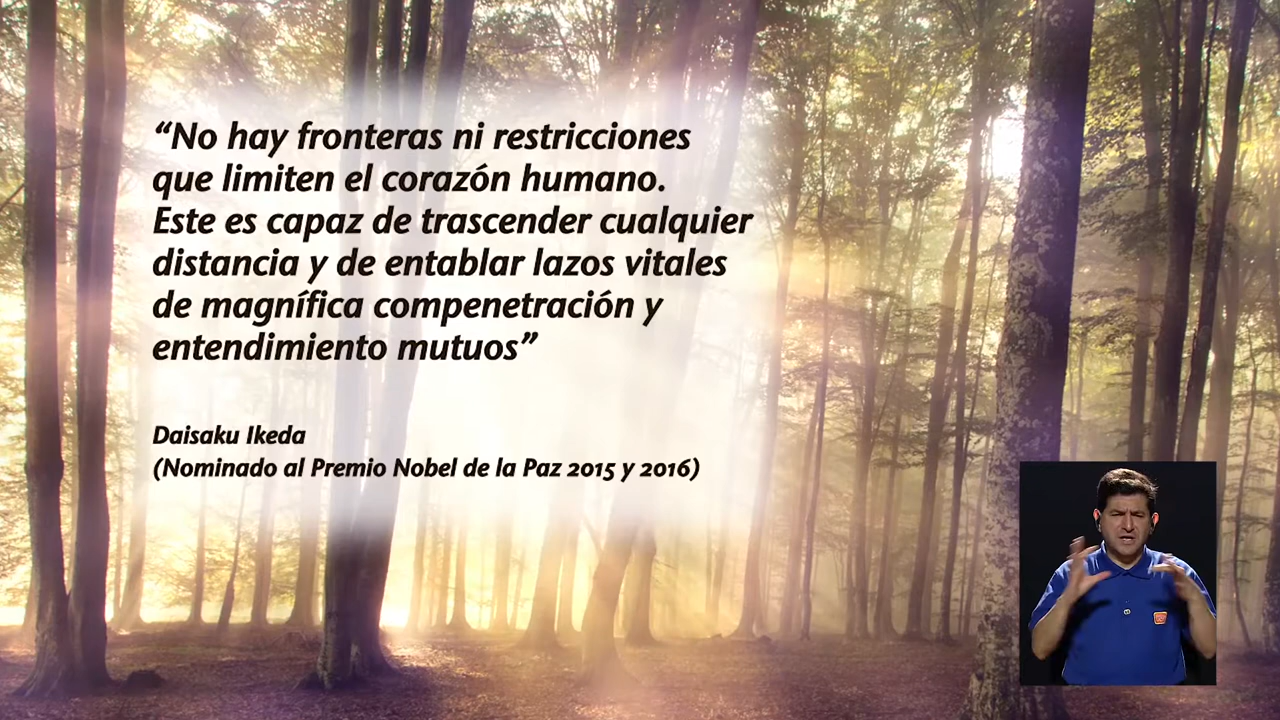 “No hay fronteras ni restricciones
que limiten el corazón humano.
Este es capaz de trascender cualquier
distancia y de entablar lazos vitales
de magnífica compenetración y
entendimiento mutuos”
Daisaku Ikeda
(Nominado al Premio Nobel de la Paz 2015 y 2016)